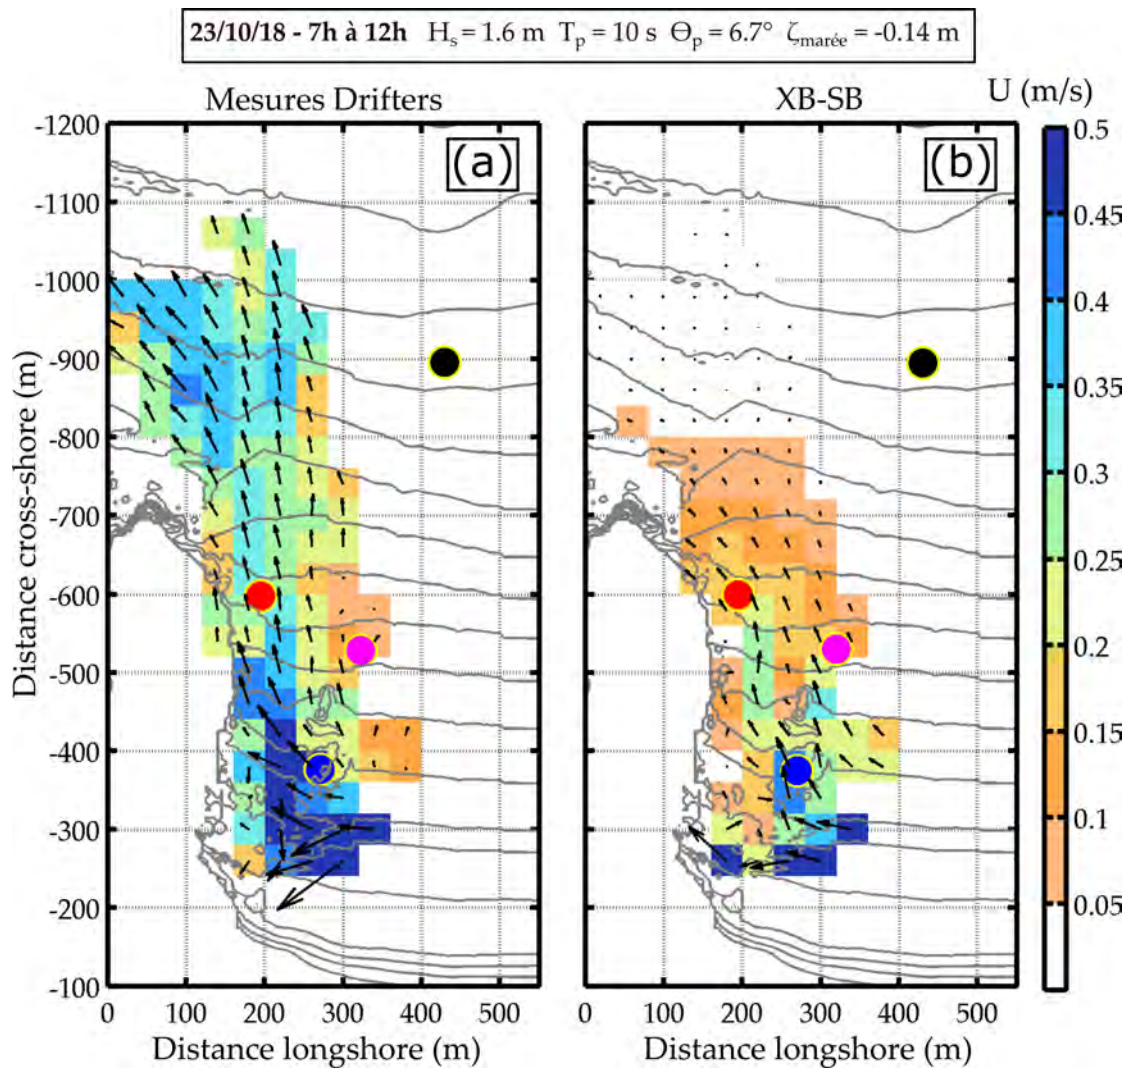 23/10/18 - 7h à 12h H_s = 1.6 m T_p = 10 s Θ_p = 6.7° ζ_marée = -0.14 m
Mesures Drifters
XB-SB
U (m/s)
(a)
(b)
Distance cross-shore (m)
-1200
-1100
-1000
-900
-800
-700
-600
-500
-400
-300
-200
-100
0 100 200 300 400 500
Distance longshore (m)
0 100 200 300 400 500
Distance longshore (m)
0.5
0.45
0.4
0.35
0.3
0.25
0.2
0.15
0.1
0.05